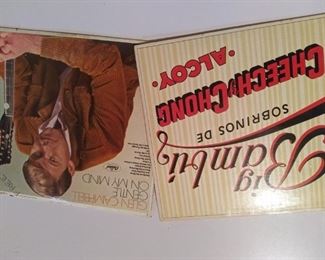 Big
Bambú
SOBRINOS DE
CHEECH y CHONG
·ALCOY·
GLEN CAMPBELL
GENTLE
ON MY MIND